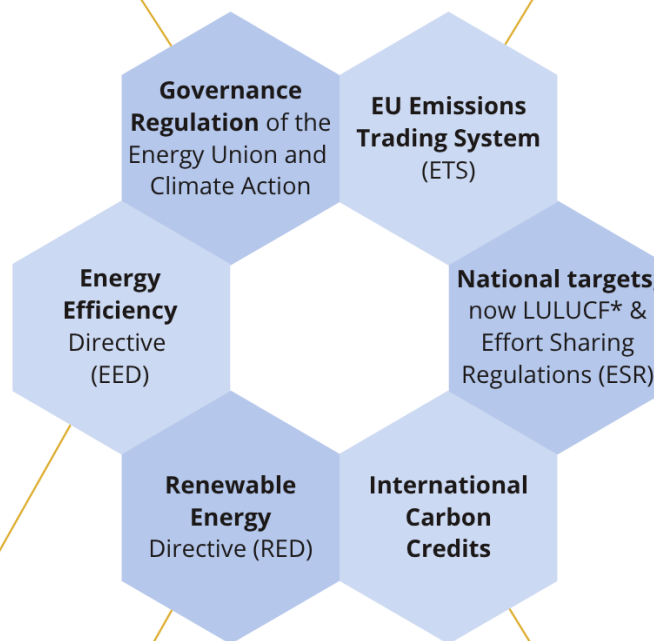 Governance
Regulation of the
Energy Union and
Climate Action
EU Emissions
Trading System
(ETS)
Energy
Efficiency
Directive
(EED)
National targets,
now LULUCF* &
Effort Sharing
Regulations (ESR)
Renewable
Energy
Directive (RED)
International
Carbon
Credits